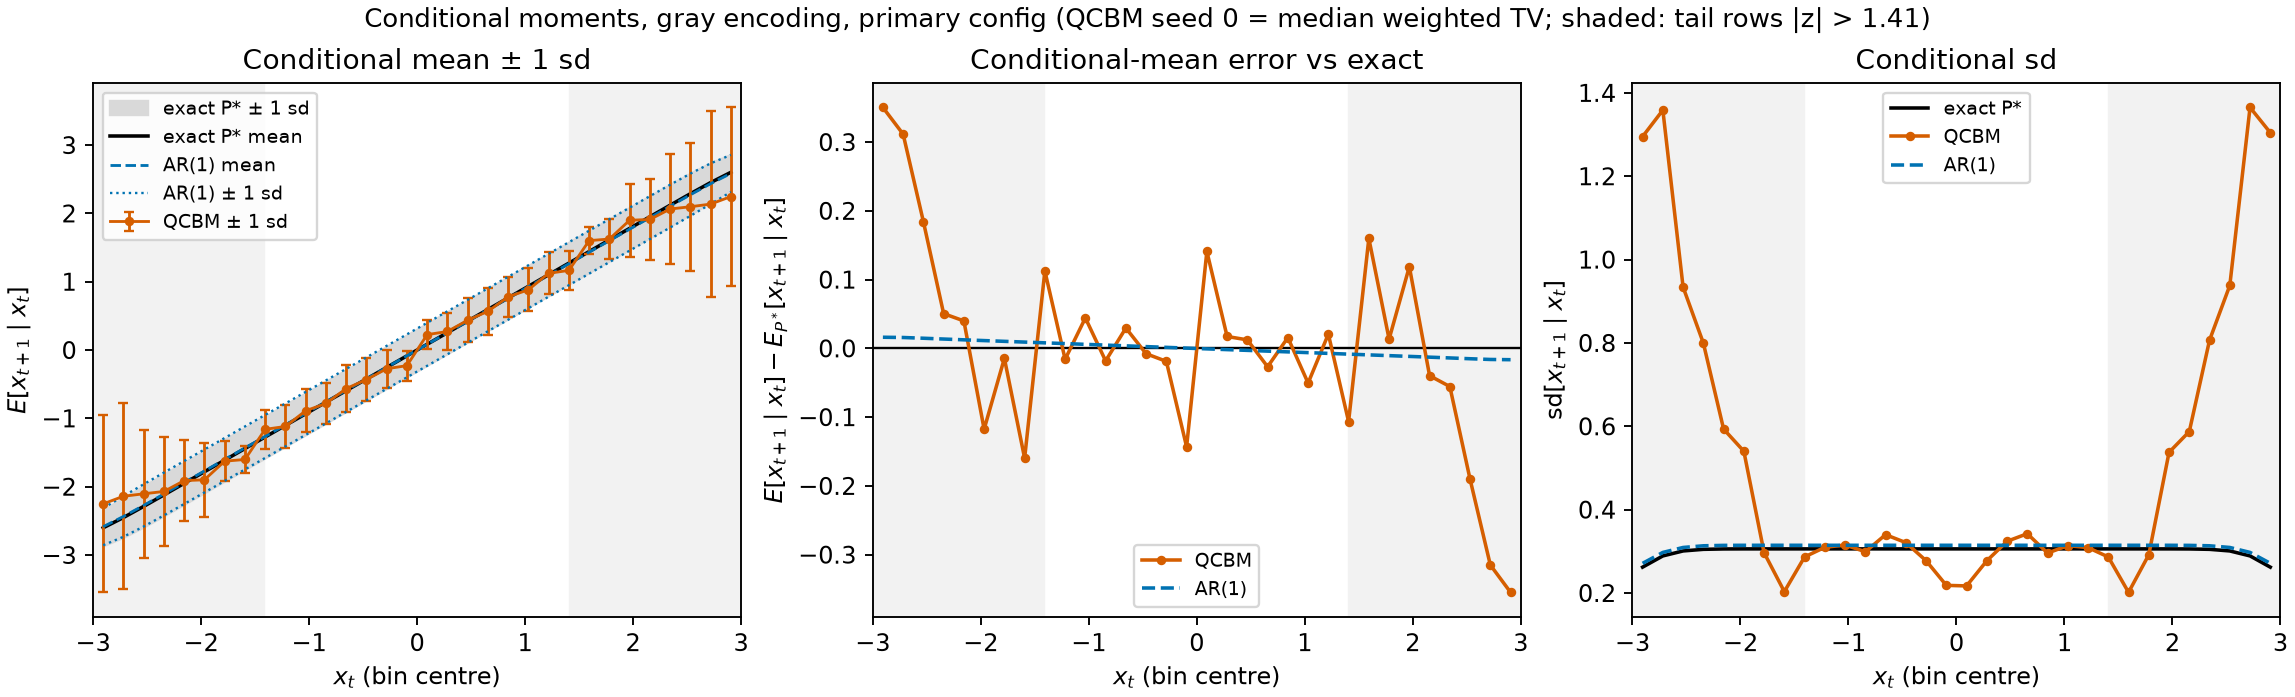 Conditional moments, gray encoding, primary config (QCBM seed 0 = median weighted TV; shaded: tail rows |z| > 1.41)
Conditional mean ± 1 sd
exact P* ± 1 sd
exact P* mean
AR(1) mean
AR(1) ± 1 sd
QCBM ± 1 sd
E[x_{t+1} | x_t]
3
2
1
0
−1
−2
−3
−3 −2 −1 0 1 2 3
x_t (bin centre)
Conditional-mean error vs exact
E[x_{t+1} | x_t] − E_{P*}[x_{t+1} | x_t]
0.3
0.2
0.1
0.0
−0.1
−0.2
−0.3
QCBM
AR(1)
−3 −2 −1 0 1 2 3
x_t (bin centre)
Conditional sd
exact P*
QCBM
AR(1)
sd[x_{t+1} | x_t]
1.4
1.2
1.0
0.8
0.6
0.4
0.2
−3 −2 −1 0 1 2 3
x_t (bin centre)